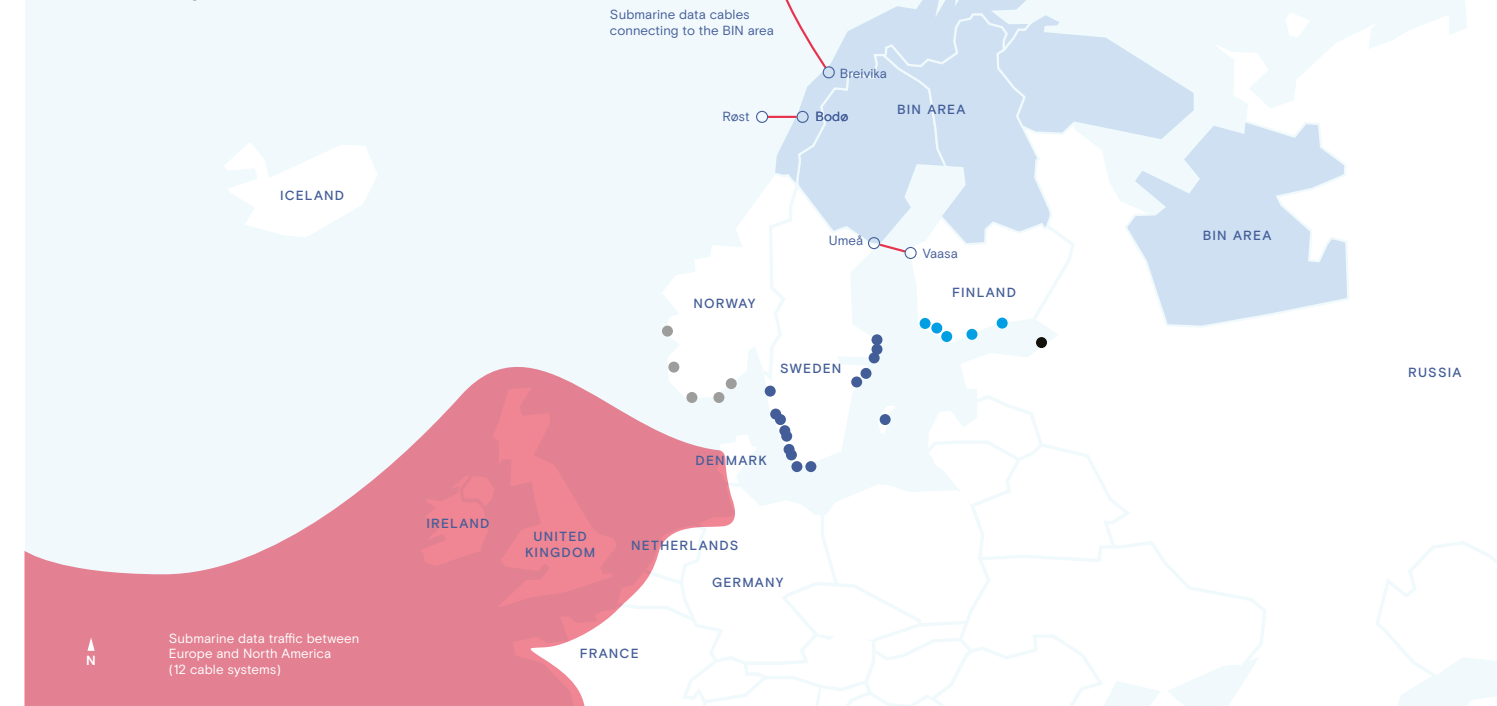 Submarine data cables
connecting to the BIN area
Breivika
BIN AREA
Røst
Bodø
ICELAND
BIN AREA
Umeå
Vaasa
NORWAY
FINLAND
SWEDEN
RUSSIA
DENMARK
IRELAND
UNITED
KINGDOM
NETHERLANDS
GERMANY
Submarine data traffic between
Europe and North America
(12 cable systems)
N
FRANCE